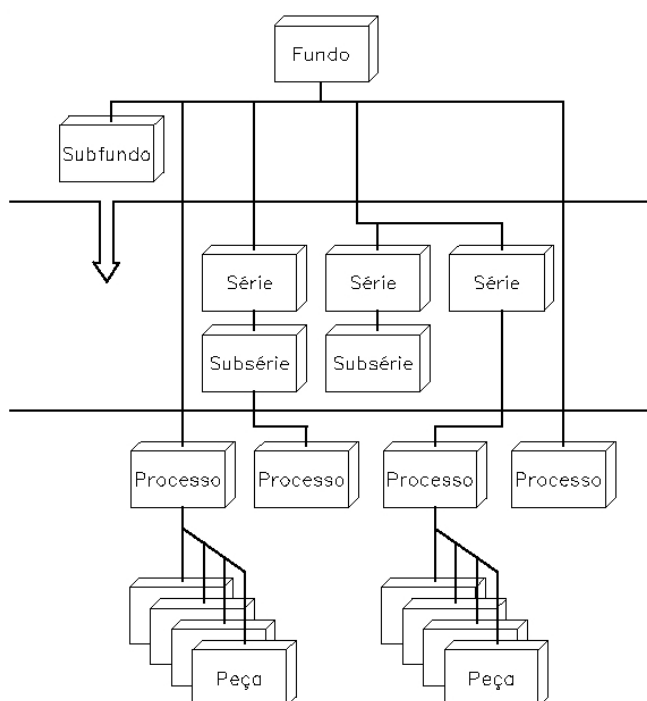 Fundo
Subfundo
Série
Série
Série
Subsérie
Subsérie
Processo
Processo
Processo
Processo
Peça
Peça